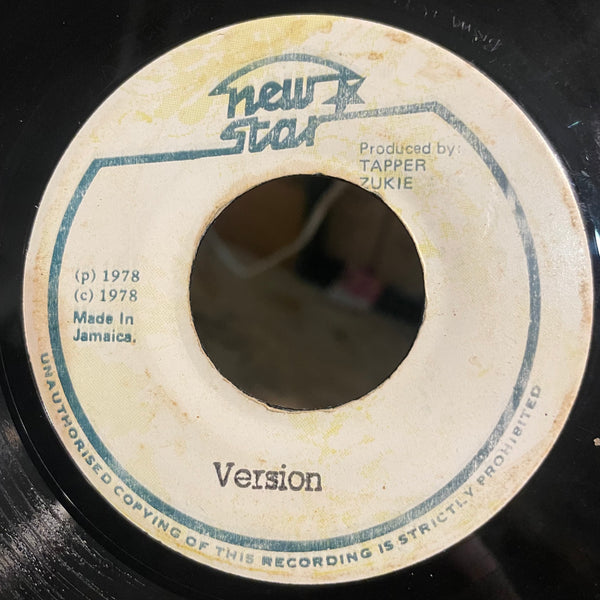 new
star
Produced by:
TAPPER
ZUKIE
(p) 1978
(c) 1978
Made In
Jamaica.
Version
UNAUTHORISED COPYING OF THIS RECORDING IS STRICTLY PROHIBITED